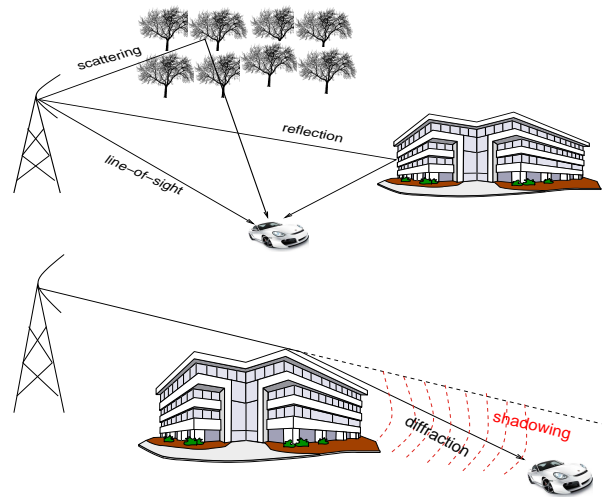 scattering
reflection
line-of-sight
shadowing
diffraction